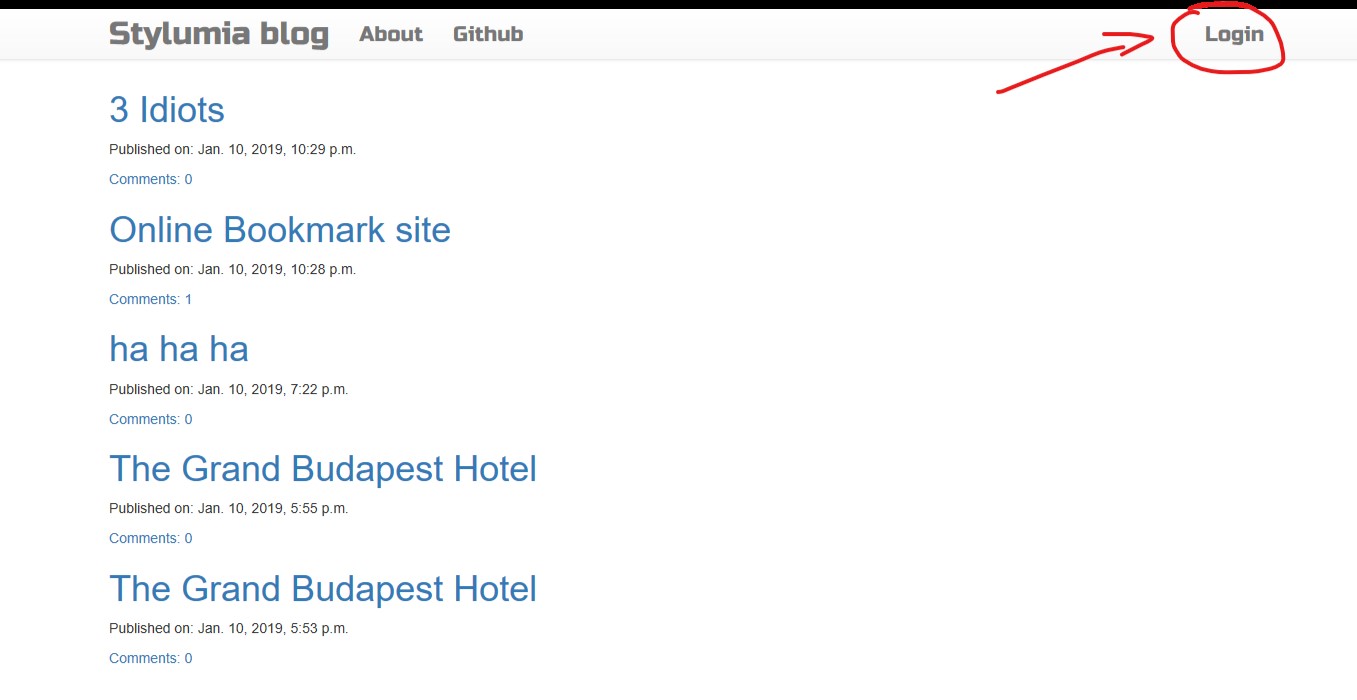 Stylumia blog About Github Login
3 Idiots
Published on: Jan. 10, 2019, 10:29 p.m.
Comments: 0
Online Bookmark site
Published on: Jan. 10, 2019, 10:28 p.m.
Comments: 1
ha ha ha
Published on: Jan. 10, 2019, 7:22 p.m.
Comments: 0
The Grand Budapest Hotel
Published on: Jan. 10, 2019, 5:55 p.m.
Comments: 0
The Grand Budapest Hotel
Published on: Jan. 10, 2019, 5:53 p.m.
Comments: 0